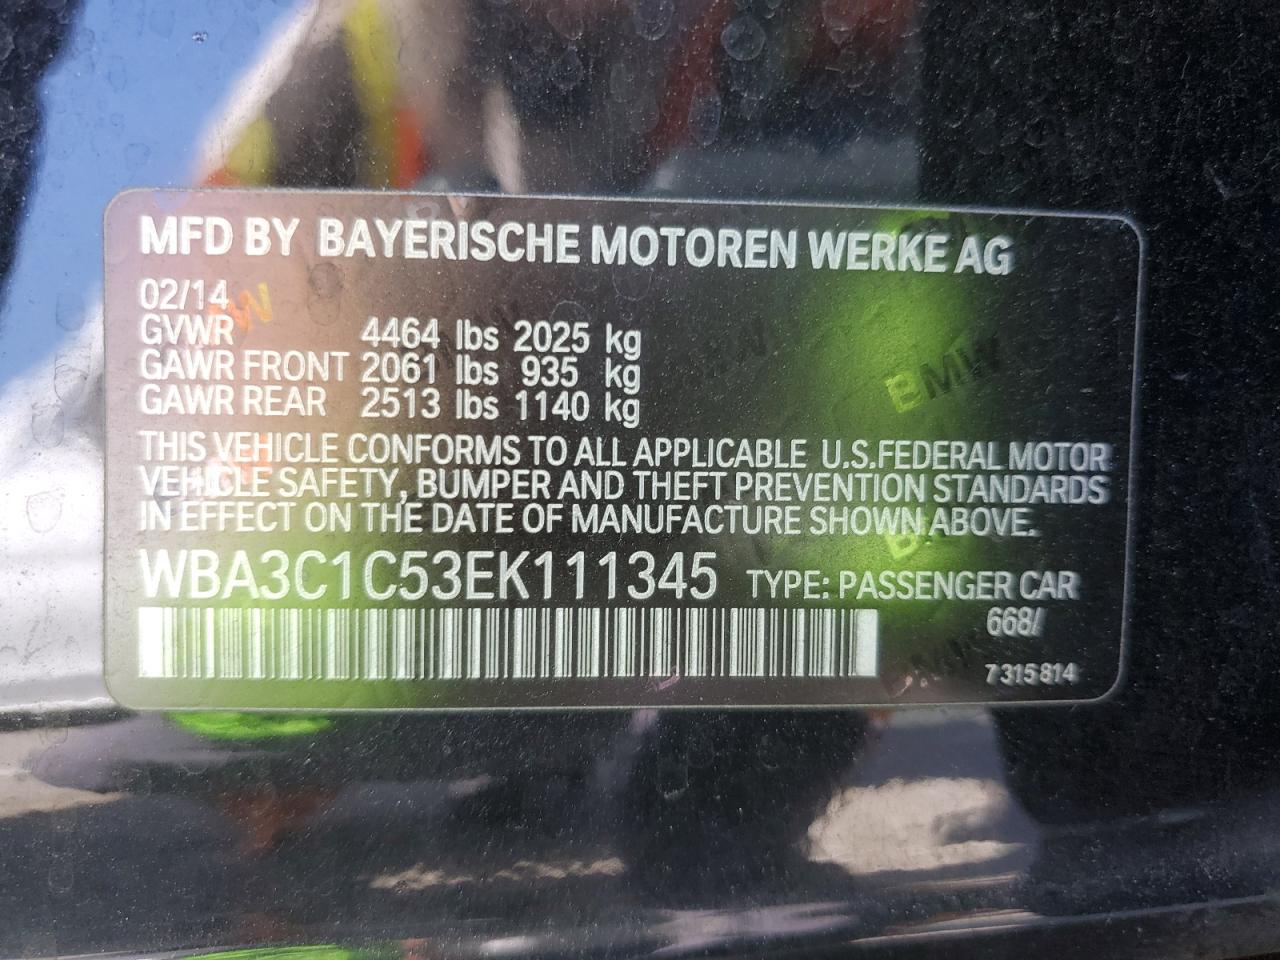 MFD BY BAYERISCHE MOTOREN WERKE AG
02/14
GVWR 4464 lbs 2025 kg
GAWR FRONT 2061 lbs 935 kg
GAWR REAR 2513 lbs 1140 kg
THIS VEHICLE CONFORMS TO ALL APPLICABLE U.S.FEDERAL MOTOR
VEHICLE SAFETY, BUMPER AND THEFT PREVENTION STANDARDS
IN EFFECT ON THE DATE OF MANUFACTURE SHOWN ABOVE.
WBA3C1C53EK111345 TYPE: PASSENGER CAR
668/
7 315 814
BMW